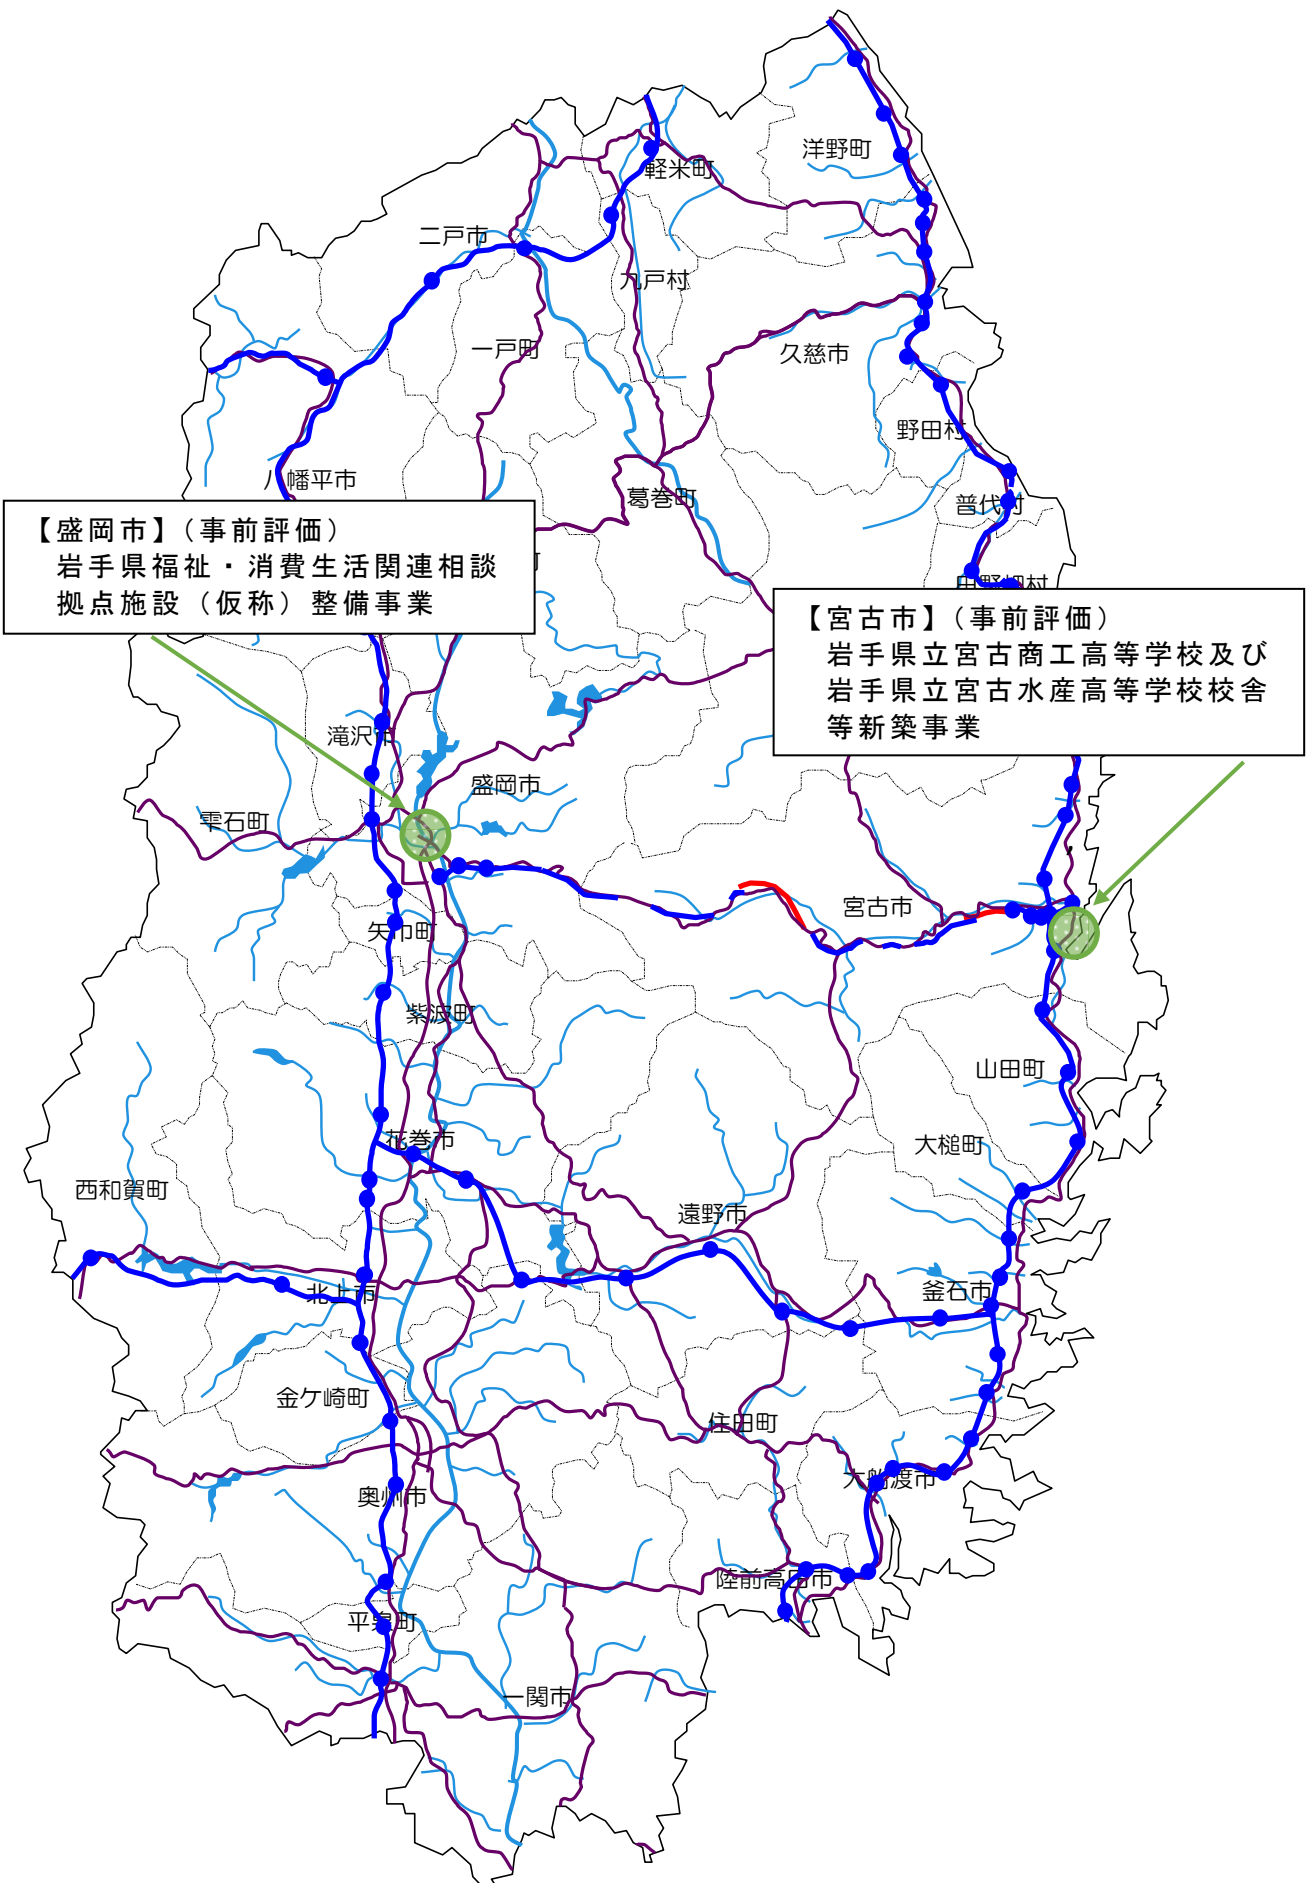 洋野町
軽米町
二戸市
九戸村
一戸町
久慈市
野田村
八幡平市
葛巻町
普代村
【盛岡市】（事前評価）
岩手県福祉・消費生活関連相談
拠点施設（仮称）整備事業
田野畑村
【宮古市】（事前評価）
岩手県立宮古商工高等学校及び
岩手県立宮古水産高等学校校舎
等新築事業
滝沢市
盛岡市
雫石町
宮古市
矢巾町
紫波町
山田町
花巻市
大槌町
西和賀町
遠野市
北上市
釜石市
金ケ崎町
住田町
奥州市
大船渡市
陸前高田市
平泉町
一関市